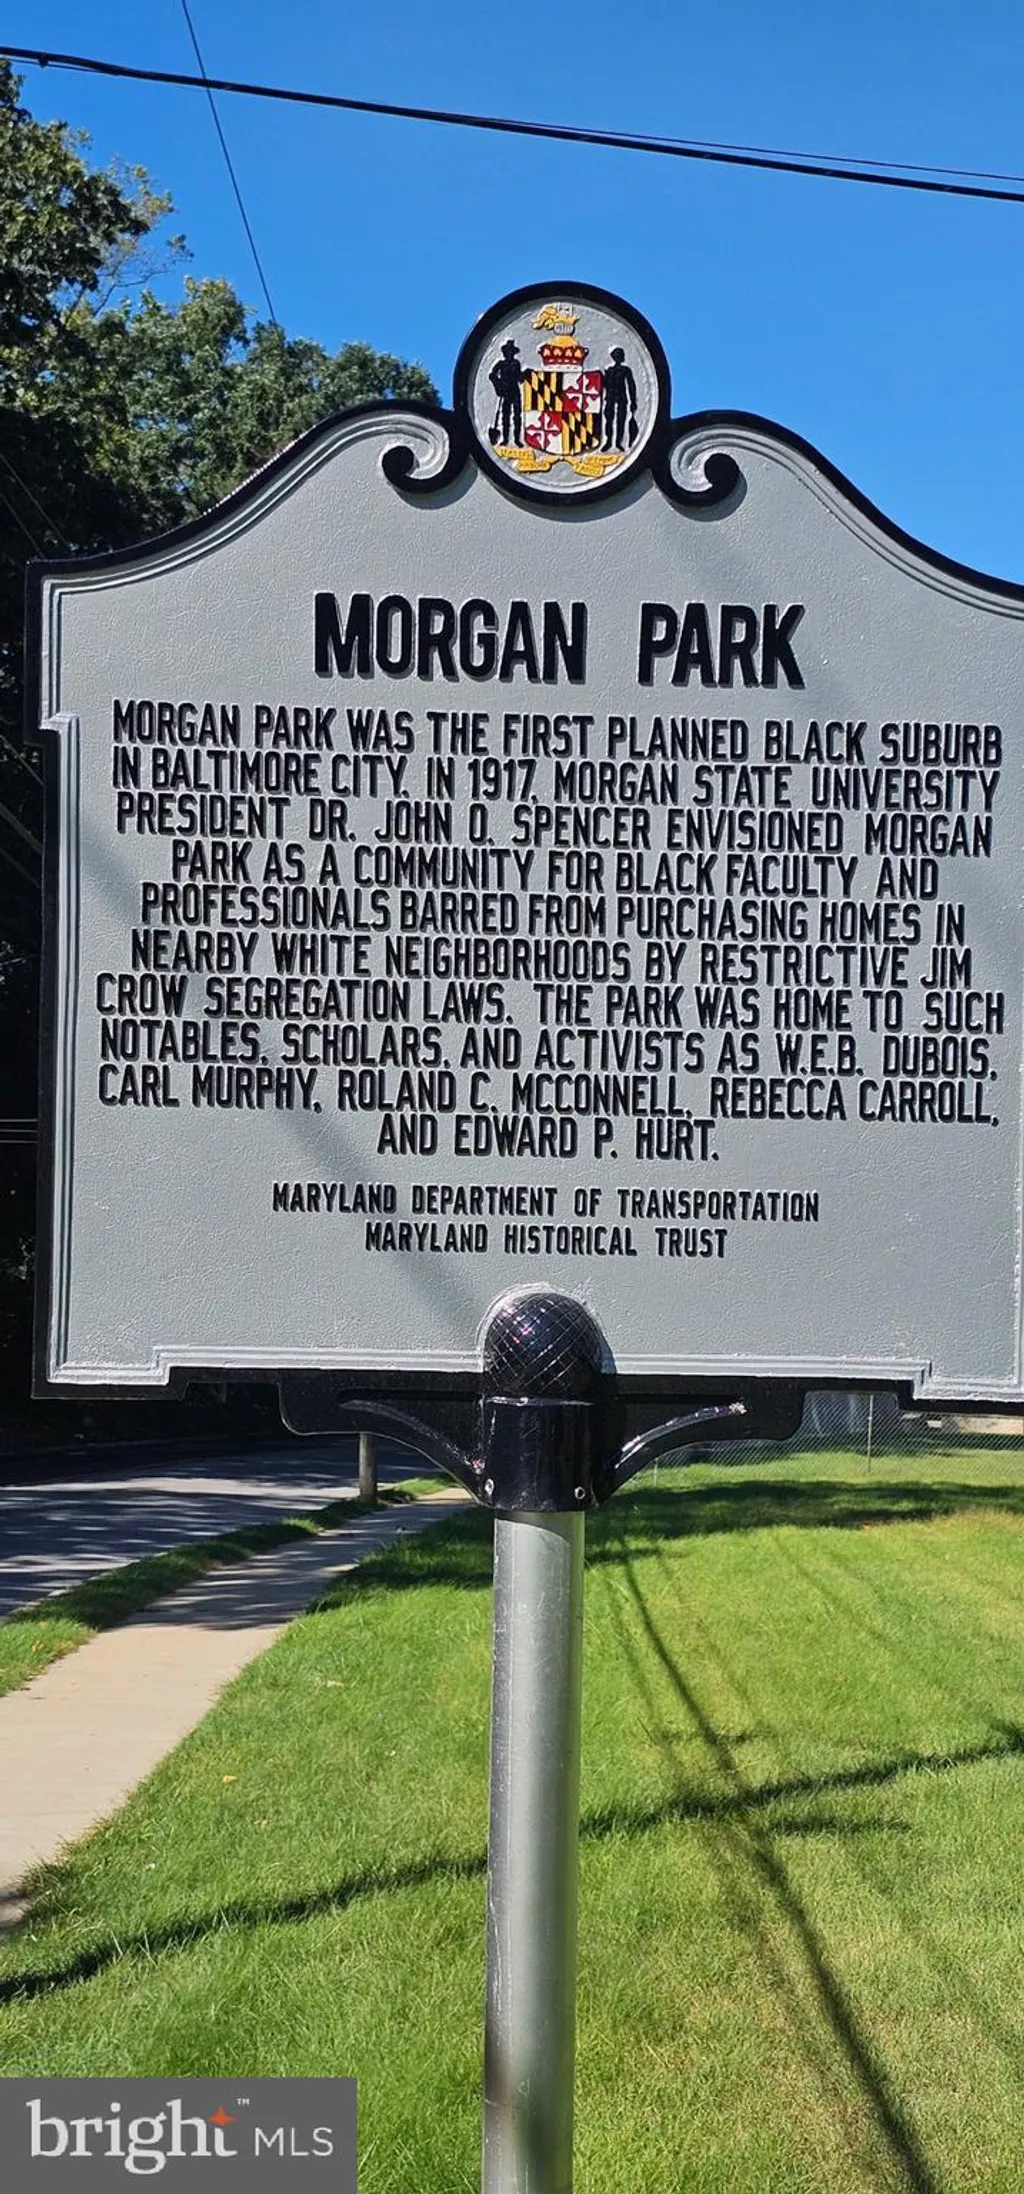 MORGAN PARK
MORGAN PARK WAS THE FIRST PLANNED BLACK SUBURB
IN BALTIMORE CITY. IN 1917, MORGAN STATE UNIVERSITY
PRESIDENT DR. JOHN O. SPENCER ENVISIONED MORGAN
PARK AS A COMMUNITY FOR BLACK FACULTY AND
PROFESSIONALS BARRED FROM PURCHASING HOMES IN
NEARBY WHITE NEIGHBORHOODS BY RESTRICTIVE JIM
CROW SEGREGATION LAWS. THE PARK WAS HOME TO SUCH
NOTABLES, SCHOLARS, AND ACTIVISTS AS W.E.B. DUBOIS,
CARL MURPHY, ROLAND C. MCCONNELL, REBECCA CARROLL,
AND EDWARD P. HURT.
MARYLAND DEPARTMENT OF TRANSPORTATION
MARYLAND HISTORICAL TRUST
bright™ MLS